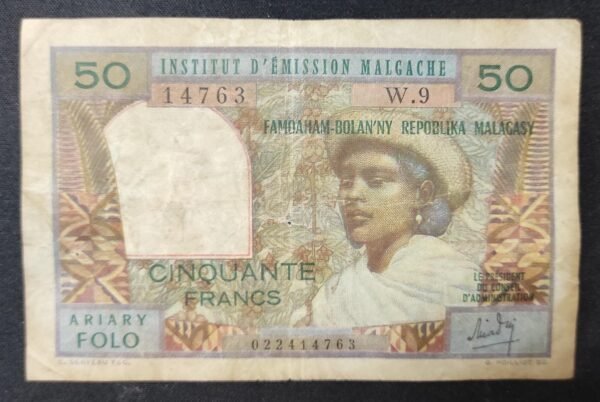 50
INSTITUT D'ÉMISSION MALGACHE
50
14763
W.9
FAMOAHAM-BOLAN'NY REPOBLIKA MALAGASY
CINQUANTE
FRANCS
LE PRÉSIDENT
DU CONSEIL
D'ADMINISTRATION
ARIARY
FOLO
022414763